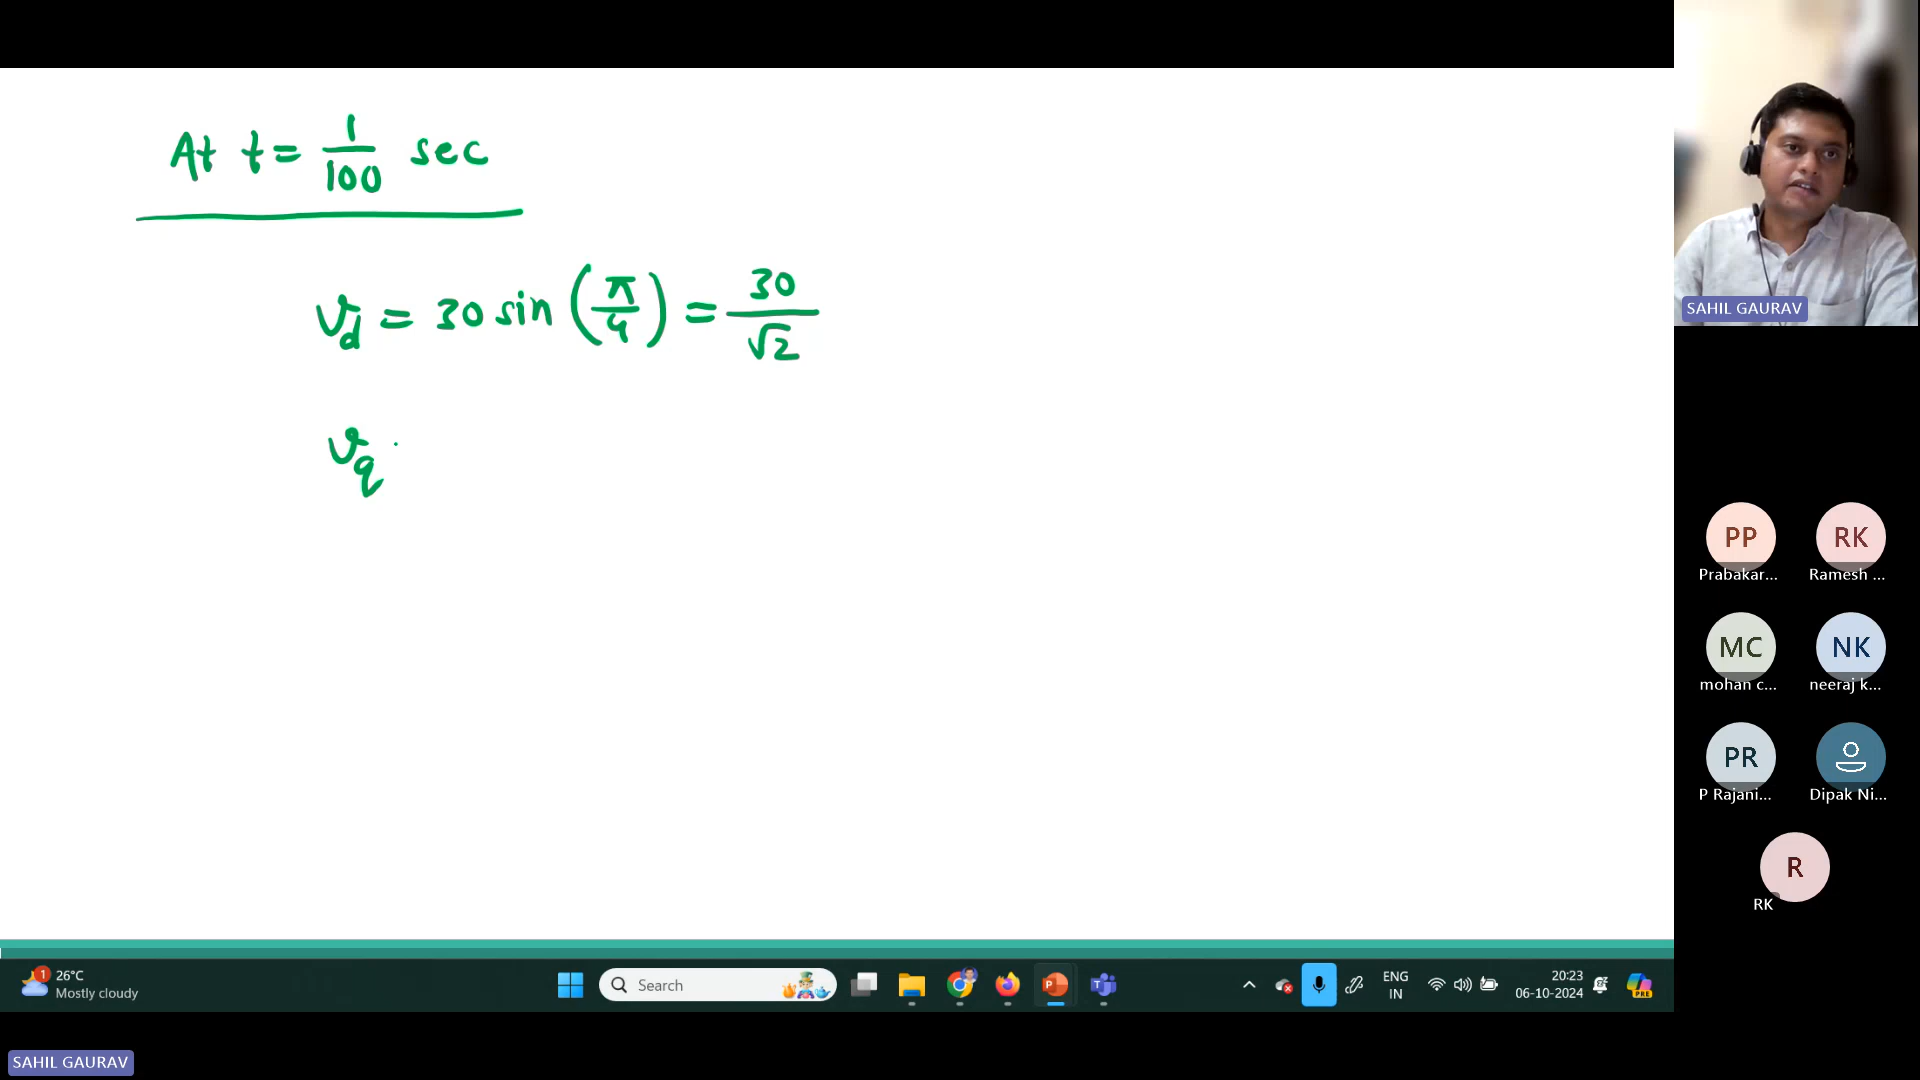 At t = 1/100 sec
v_d = 30 sin (π/4) = 30/√2
v_q
SAHIL GAURAV
PP
RK
Prabakar...
Ramesh ...
MC
NK
mohan c...
neeraj k...
PR
P Rajani...
Dipak Ni...
R
RK
1
26°C
Mostly cloudy
Search
ENG
IN
20:23
06-10-2024
PRE
SAHIL GAURAV